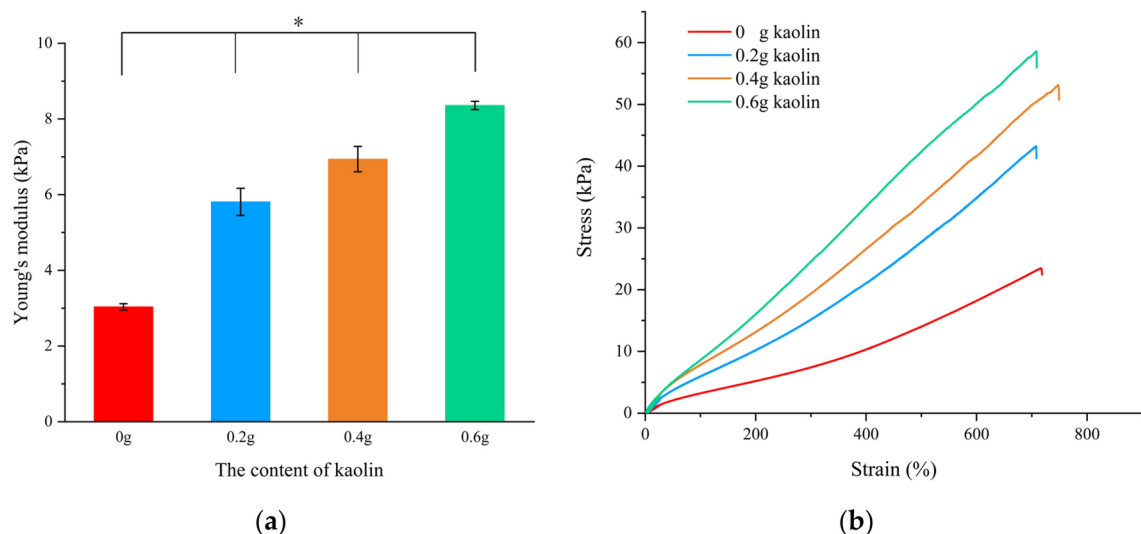 *
10
8
6
4
2
0
Young's modulus (kPa)
0g
0.2g
0.4g
0.6g
The content of kaolin
(a)
0 g kaolin
0.2g kaolin
0.4g kaolin
0.6g kaolin
60
50
40
30
20
10
0
Stress (kPa)
0
200
400
600
800
Strain (%)
(b)